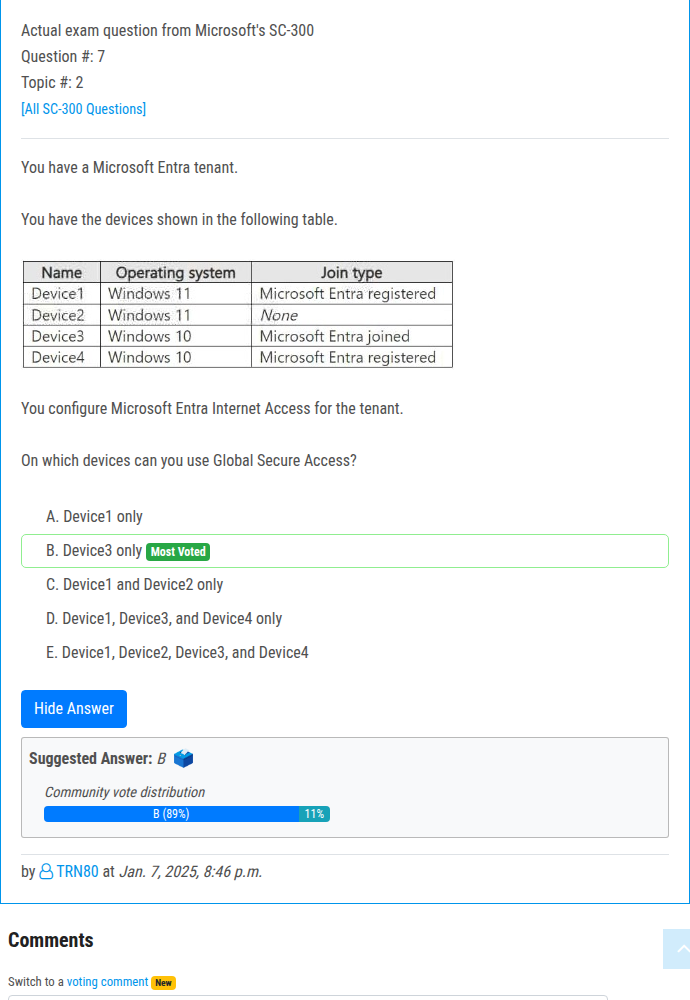 Actual exam question from Microsoft's SC-300
Question #: 7
Topic #: 2
[All SC-300 Questions]
You have a Microsoft Entra tenant.
You have the devices shown in the following table.
Name Operating system Join type
Device1 Windows 11 Microsoft Entra registered
Device2 Windows 11 None
Device3 Windows 10 Microsoft Entra joined
Device4 Windows 10 Microsoft Entra registered
You configure Microsoft Entra Internet Access for the tenant.
On which devices can you use Global Secure Access?
A. Device1 only
B. Device3 only Most Voted
C. Device1 and Device2 only
D. Device1, Device3, and Device4 only
E. Device1, Device2, Device3, and Device4
Hide Answer
Suggested Answer: B
Community vote distribution
B (89%) 11%
by TRN80 at Jan. 7, 2025, 8:46 p.m.
Comments
Switch to a voting comment New